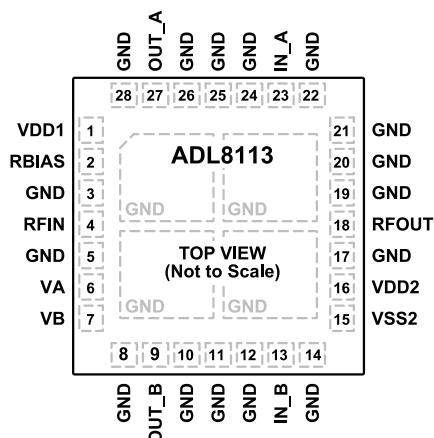 GND OUT_A GND GND GND IN_A GND
28 27 26 25 24 23 22
VDD1 1
RBIAS 2
GND 3
RFIN 4
GND 5
VA 6
VB 7
21 GND
20 GND
19 GND
18 RFOUT
17 GND
16 VDD2
15 VSS2
ADL8113
GND GND
TOP VIEW
(Not to Scale)
GND GND
8 9 10 11 12 13 14
GND OUT_B GND GND GND IN_B GND